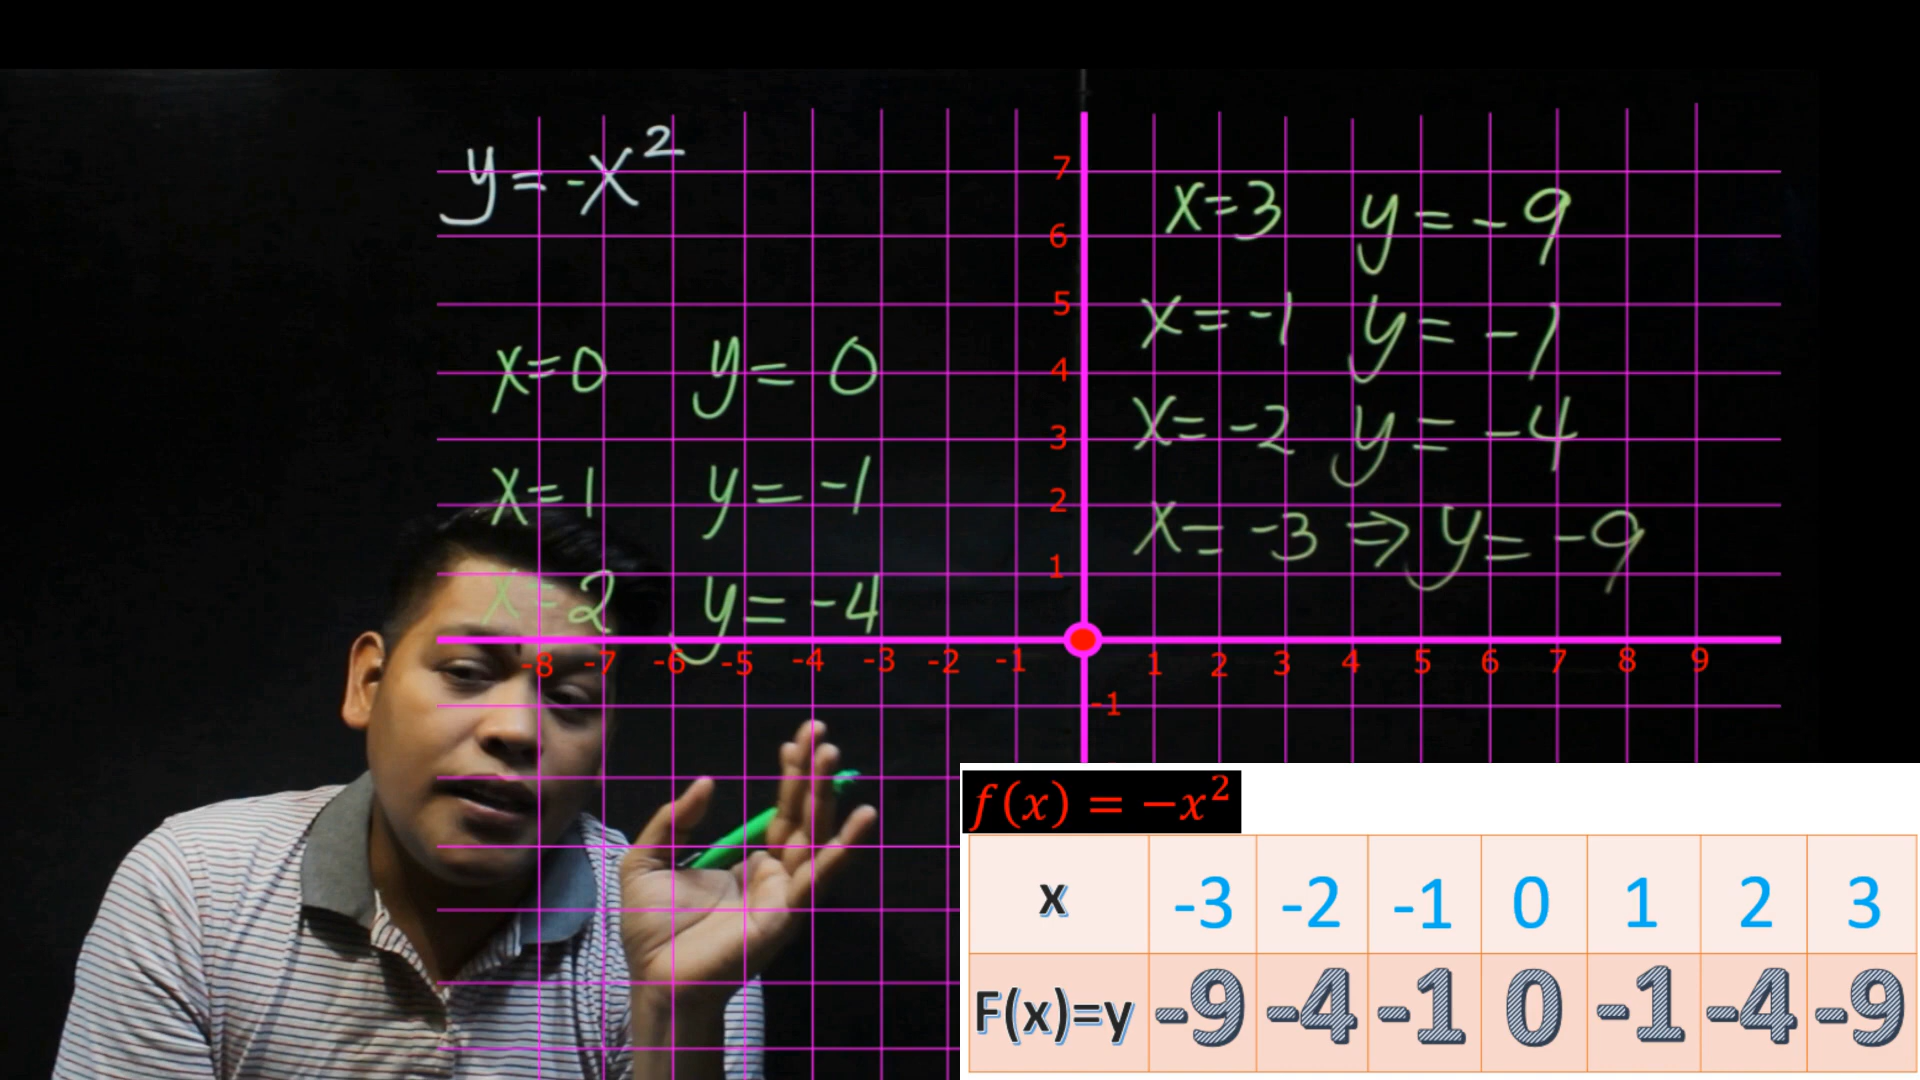 y = -x²
x=0 y= 0
x=1 y= -1
x=2 y= -4
x=3 y= -9
x= -1 y= -1
x= -2 y= -4
x= -3 ⇒ y= -9
7
6
5
4
3
2
1
-8 -7 -6 -5 -4 -3 -2 -1 1 2 3 4 5 6 7 8 9
-1
f(x) = −x²
x -3 -2 -1 0 1 2 3
F(x)=y -9 -4 -1 0 -1 -4 -9